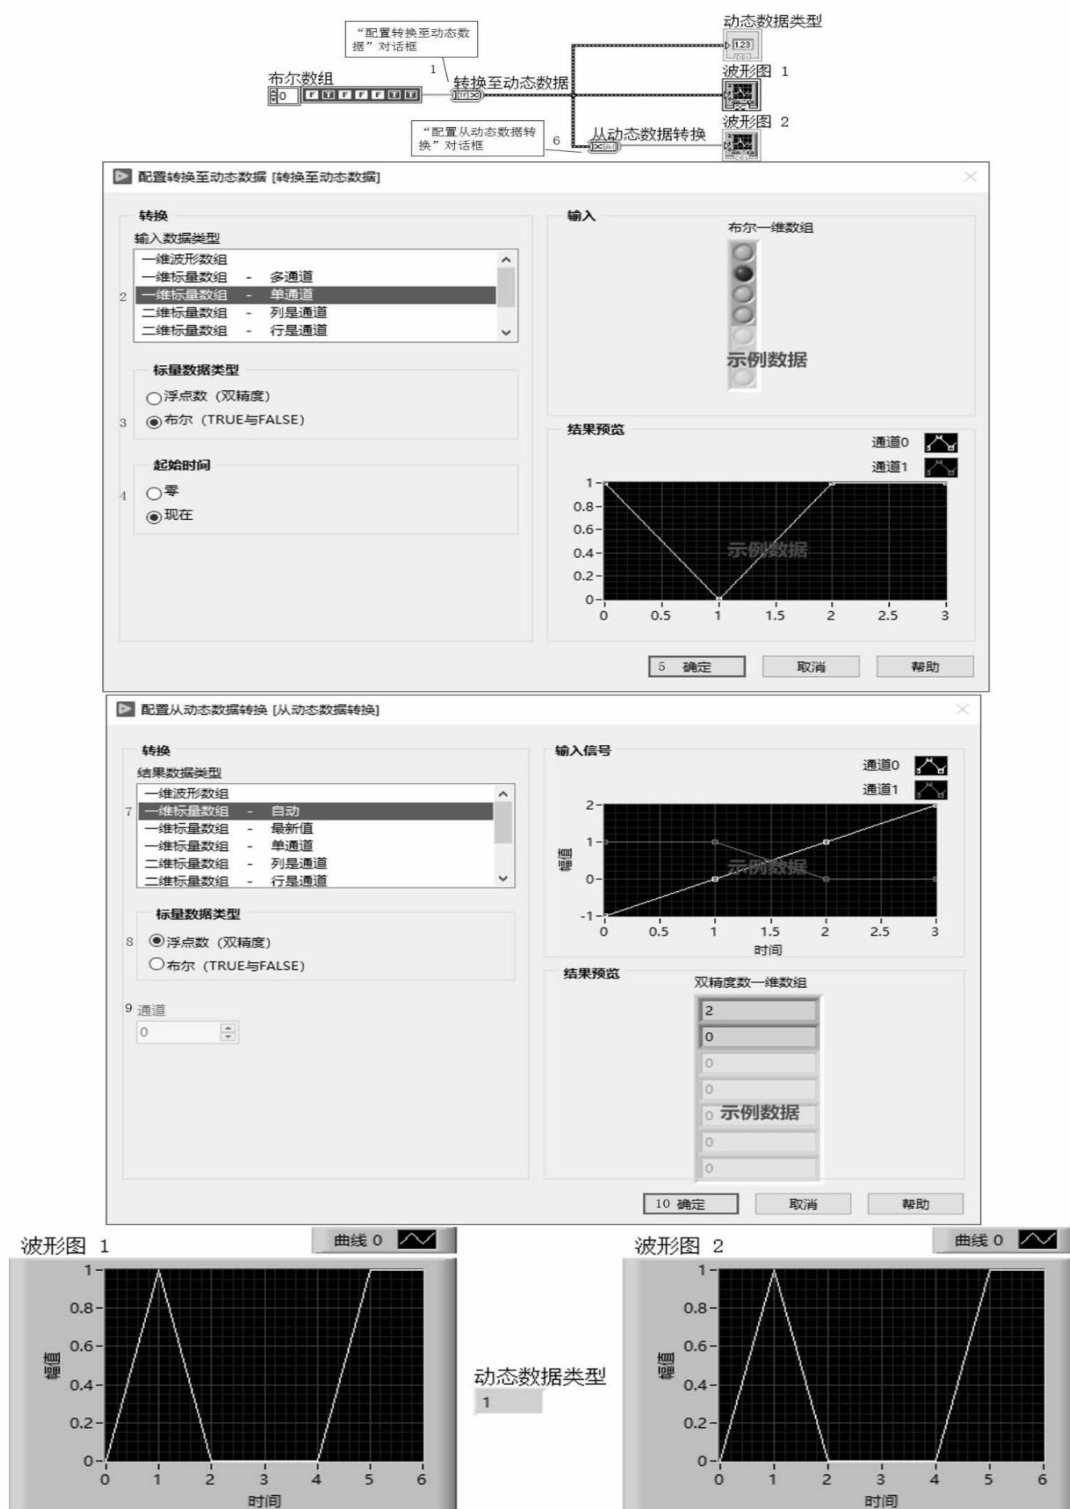 动态数据类型
1.23
“配置转换至动态数据”对话框
1
布尔数组
0
F T F F F T T
转换至动态数据
波形图 1
“配置从动态数据转换”对话框
6
从动态数据转换
波形图 2
配置转换至动态数据 [转换至动态数据]
转换
输入数据类型
一维波形数组
一维标量数组 - 多通道
2 一维标量数组 - 单通道
二维标量数组 - 列是通道
二维标量数组 - 行是通道
标量数据类型
浮点数 (双精度)
3 布尔 (TRUE与FALSE)
起始时间
4 零
现在
输入
布尔一维数组
示例数据
结果预览
通道0
通道1
1
0.8
0.6
0.4
0.2
0
示例数据
0 0.5 1 1.5 2 2.5 3
5 确定
取消
帮助
配置从动态数据转换 [从动态数据转换]
转换
结果数据类型
一维波形数组
7 一维标量数组 - 自动
一维标量数组 - 最新值
一维标量数组 - 单通道
二维标量数组 - 列是通道
二维标量数组 - 行是通道
标量数据类型
8 浮点数 (双精度)
布尔 (TRUE与FALSE)
9 通道
0
输入信号
通道0
通道1
幅值
2
1
0
-1
示例数据
0 0.5 1 1.5 2 2.5 3
时间
结果预览
双精度数一维数组
2
0
0
0
0 示例数据
0
0
10 确定
取消
帮助
波形图 1
曲线 0
幅值
1
0.8
0.6
0.4
0.2
0
0 1 2 3 4 5 6
时间
动态数据类型
1
波形图 2
曲线 0
幅值
1
0.8
0.6
0.4
0.2
0
0 1 2 3 4 5 6
时间